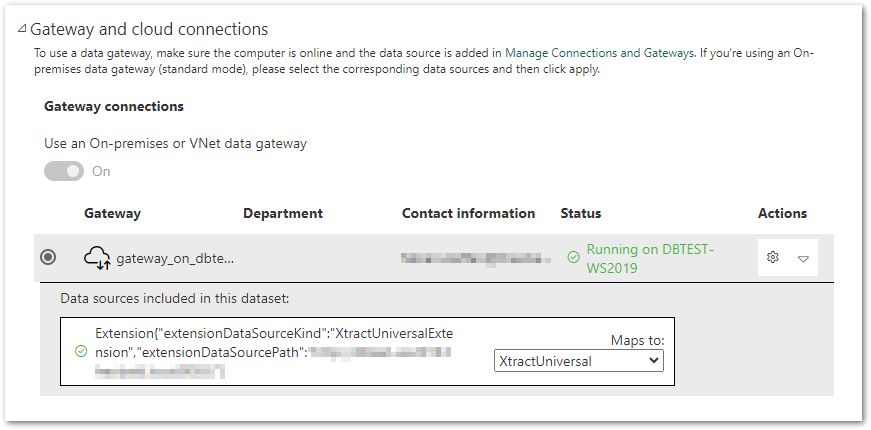 Gateway and cloud connections
To use a data gateway, make sure the computer is online and the data source is added in Manage Connections and Gateways. If you're using an On-
premises data gateway (standard mode), please select the corresponding data sources and then click apply.
Gateway connections
Use an On-premises or VNet data gateway
On
Gateway Department Contact information Status Actions
gateway_on_dbte... Running on DBTEST-
WS2019
Data sources included in this dataset:
Extension{"extensionDataSourceKind":"XtractUniversalExte
nsion","extensionDataSourcePath":"
Maps to:
XtractUniversal